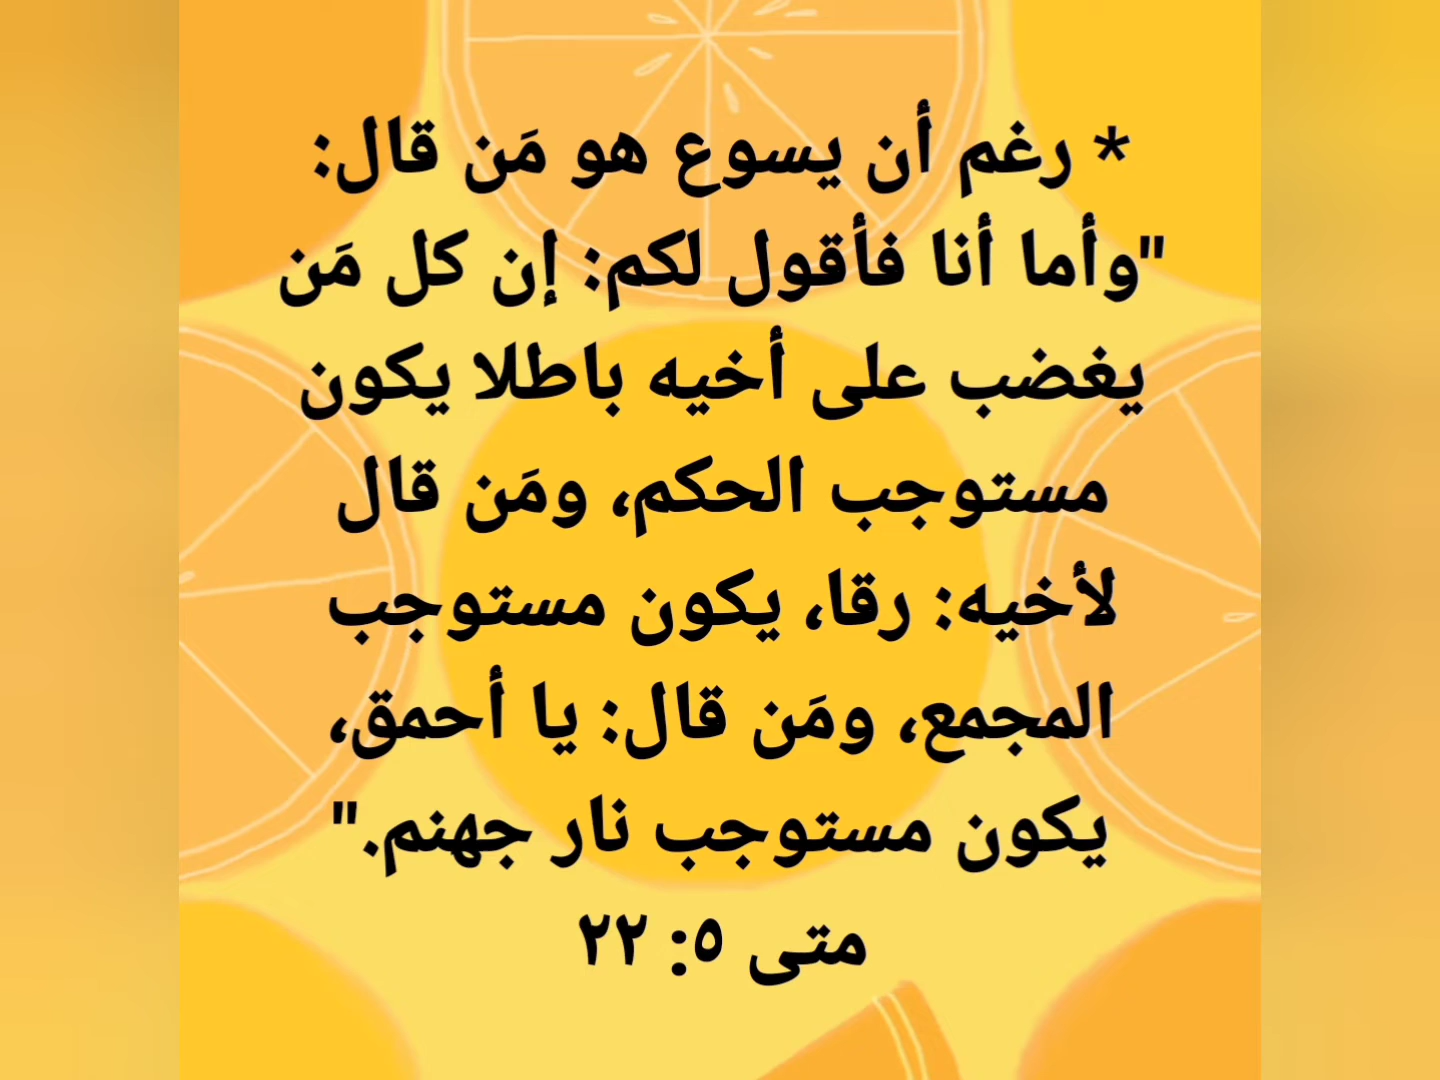 * رغم أن يسوع هو مَن قال:
"وأما أنا فأقول لكم: إن كل مَن
يغضب على أخيه باطلا يكون
مستوجب الحكم، ومَن قال
لأخيه: رقا، يكون مستوجب
المجمع، ومَن قال: يا أحمق،
يكون مستوجب نار جهنم."
متى ٥: ٢٢